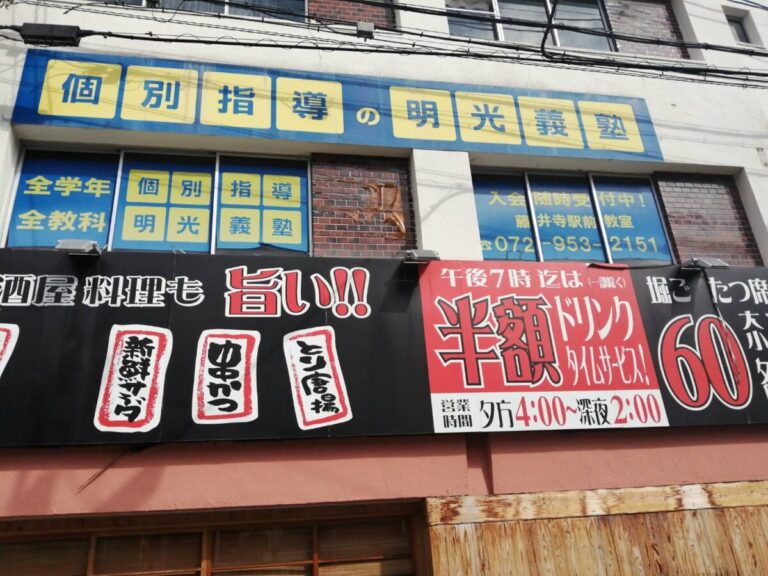 個別指導の明光義塾
全学年
全教科
個別指導
明光義塾
入会随時受付中!
藤井寺駅前教室
☎072-953-2151
酒屋料理も旨い!!
新鮮サラダ
串かつ
とり唐揚
午後7時迄は(一部除く)
半額ドリンク
タイムサービス!
営業時間 夕方4:00~深夜2:00
掘ごたつ席
60